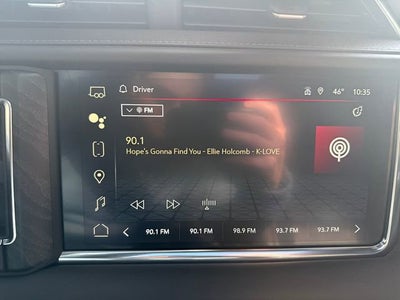 Driver
46° 10:35
FM
90.1
Hope's Gonna Find You - Ellie Holcomb - K-LOVE
90.1 FM 90.1 FM 98.9 FM 93.7 FM 93.7 FM